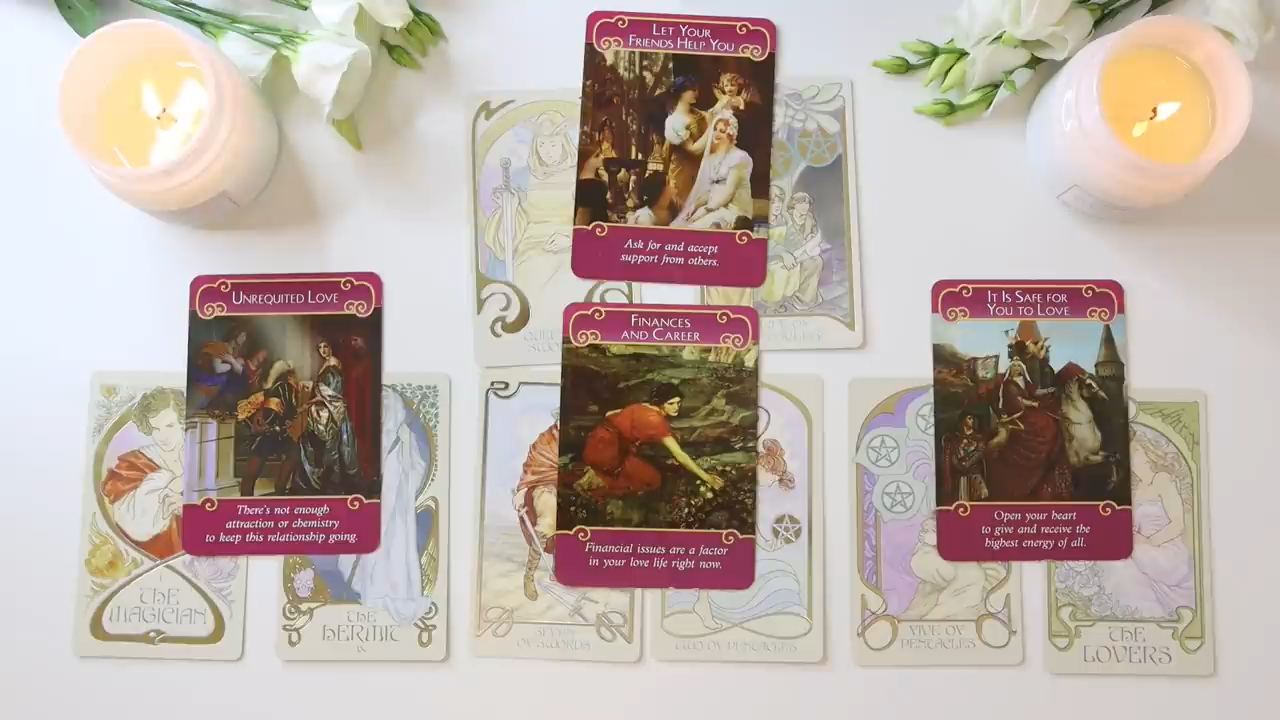 LET YOUR
FRIENDS HELP YOU
Ask for and accept
support from others.
UNREQUITED LOVE
There's not enough
attraction or chemistry
to keep this relationship going.
FINANCES
AND CAREER
Financial issues are a factor
in your love life right now.
IT IS SAFE FOR
YOU TO LOVE
Open your heart
to give and receive the
highest energy of all.
I
THE
MAGICIAN
THE
HERMIT
IX
OF SWORDS
TWO OF PENTACLES
FIVE OF
PENTACLES
THE
LOVERS